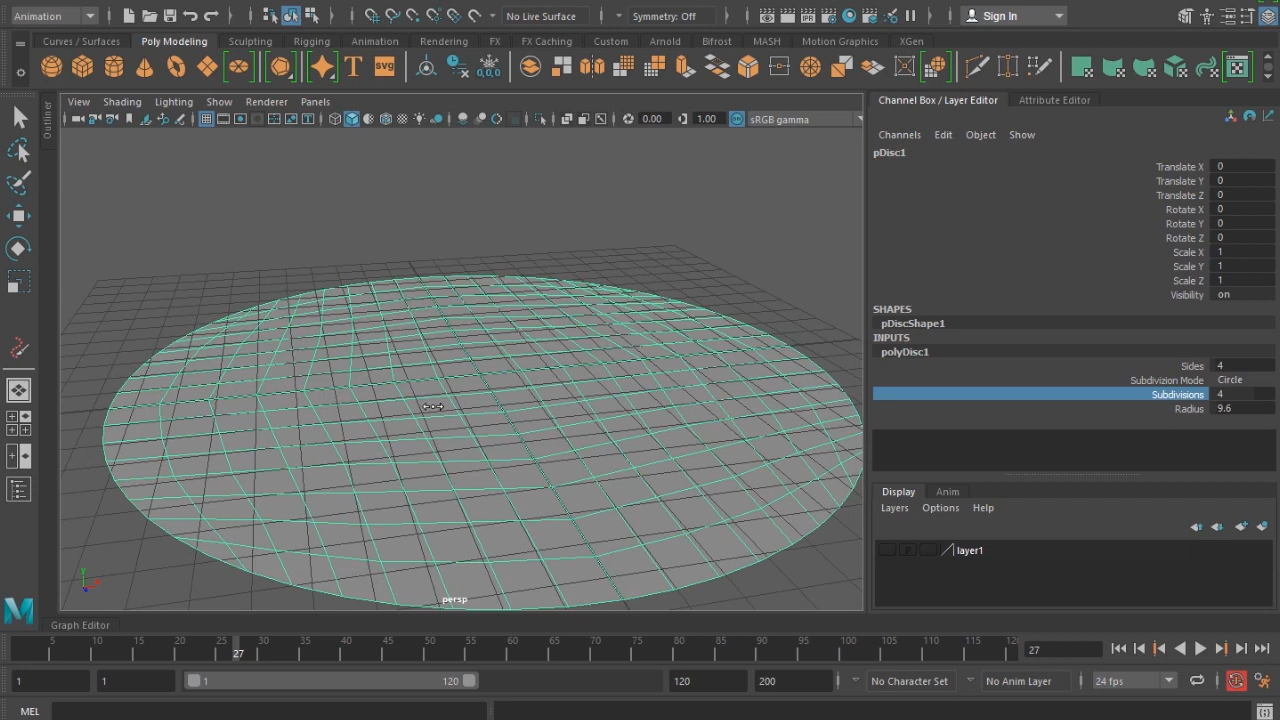 Animation
No Live Surface
Symmetry: Off
Sign In
Curves / Surfaces
Poly Modeling
Sculpting
Rigging
Animation
Rendering
FX
FX Caching
Custom
Arnold
Bifrost
MASH
Motion Graphics
XGen
T
svg
0,0,0
View
Shading
Lighting
Show
Renderer
Panels
Outliner
0.00
1.00
sRGB gamma
persp
y
Graph Editor
Channel Box / Layer Editor
Attribute Editor
Channels
Edit
Object
Show
pDisc1
Translate X 0
Translate Y 0
Translate Z 0
Rotate X 0
Rotate Y 0
Rotate Z 0
Scale X 1
Scale Y 1
Scale Z 1
Visibility on
SHAPES
pDiscShape1
INPUTS
polyDisc1
Sides 4
Subdivizion Mode Circle
Subdivisions 4
Radius 9.6
Display
Anim
Layers
Options
Help
P
layer1
5 10 15 20 25 30 35 40 45 50 55 60 65 70 75 80 85 90 95 100 105 110 115 12
27
27
1
1
1
120
120
200
No Character Set
No Anim Layer
24 fps
MEL